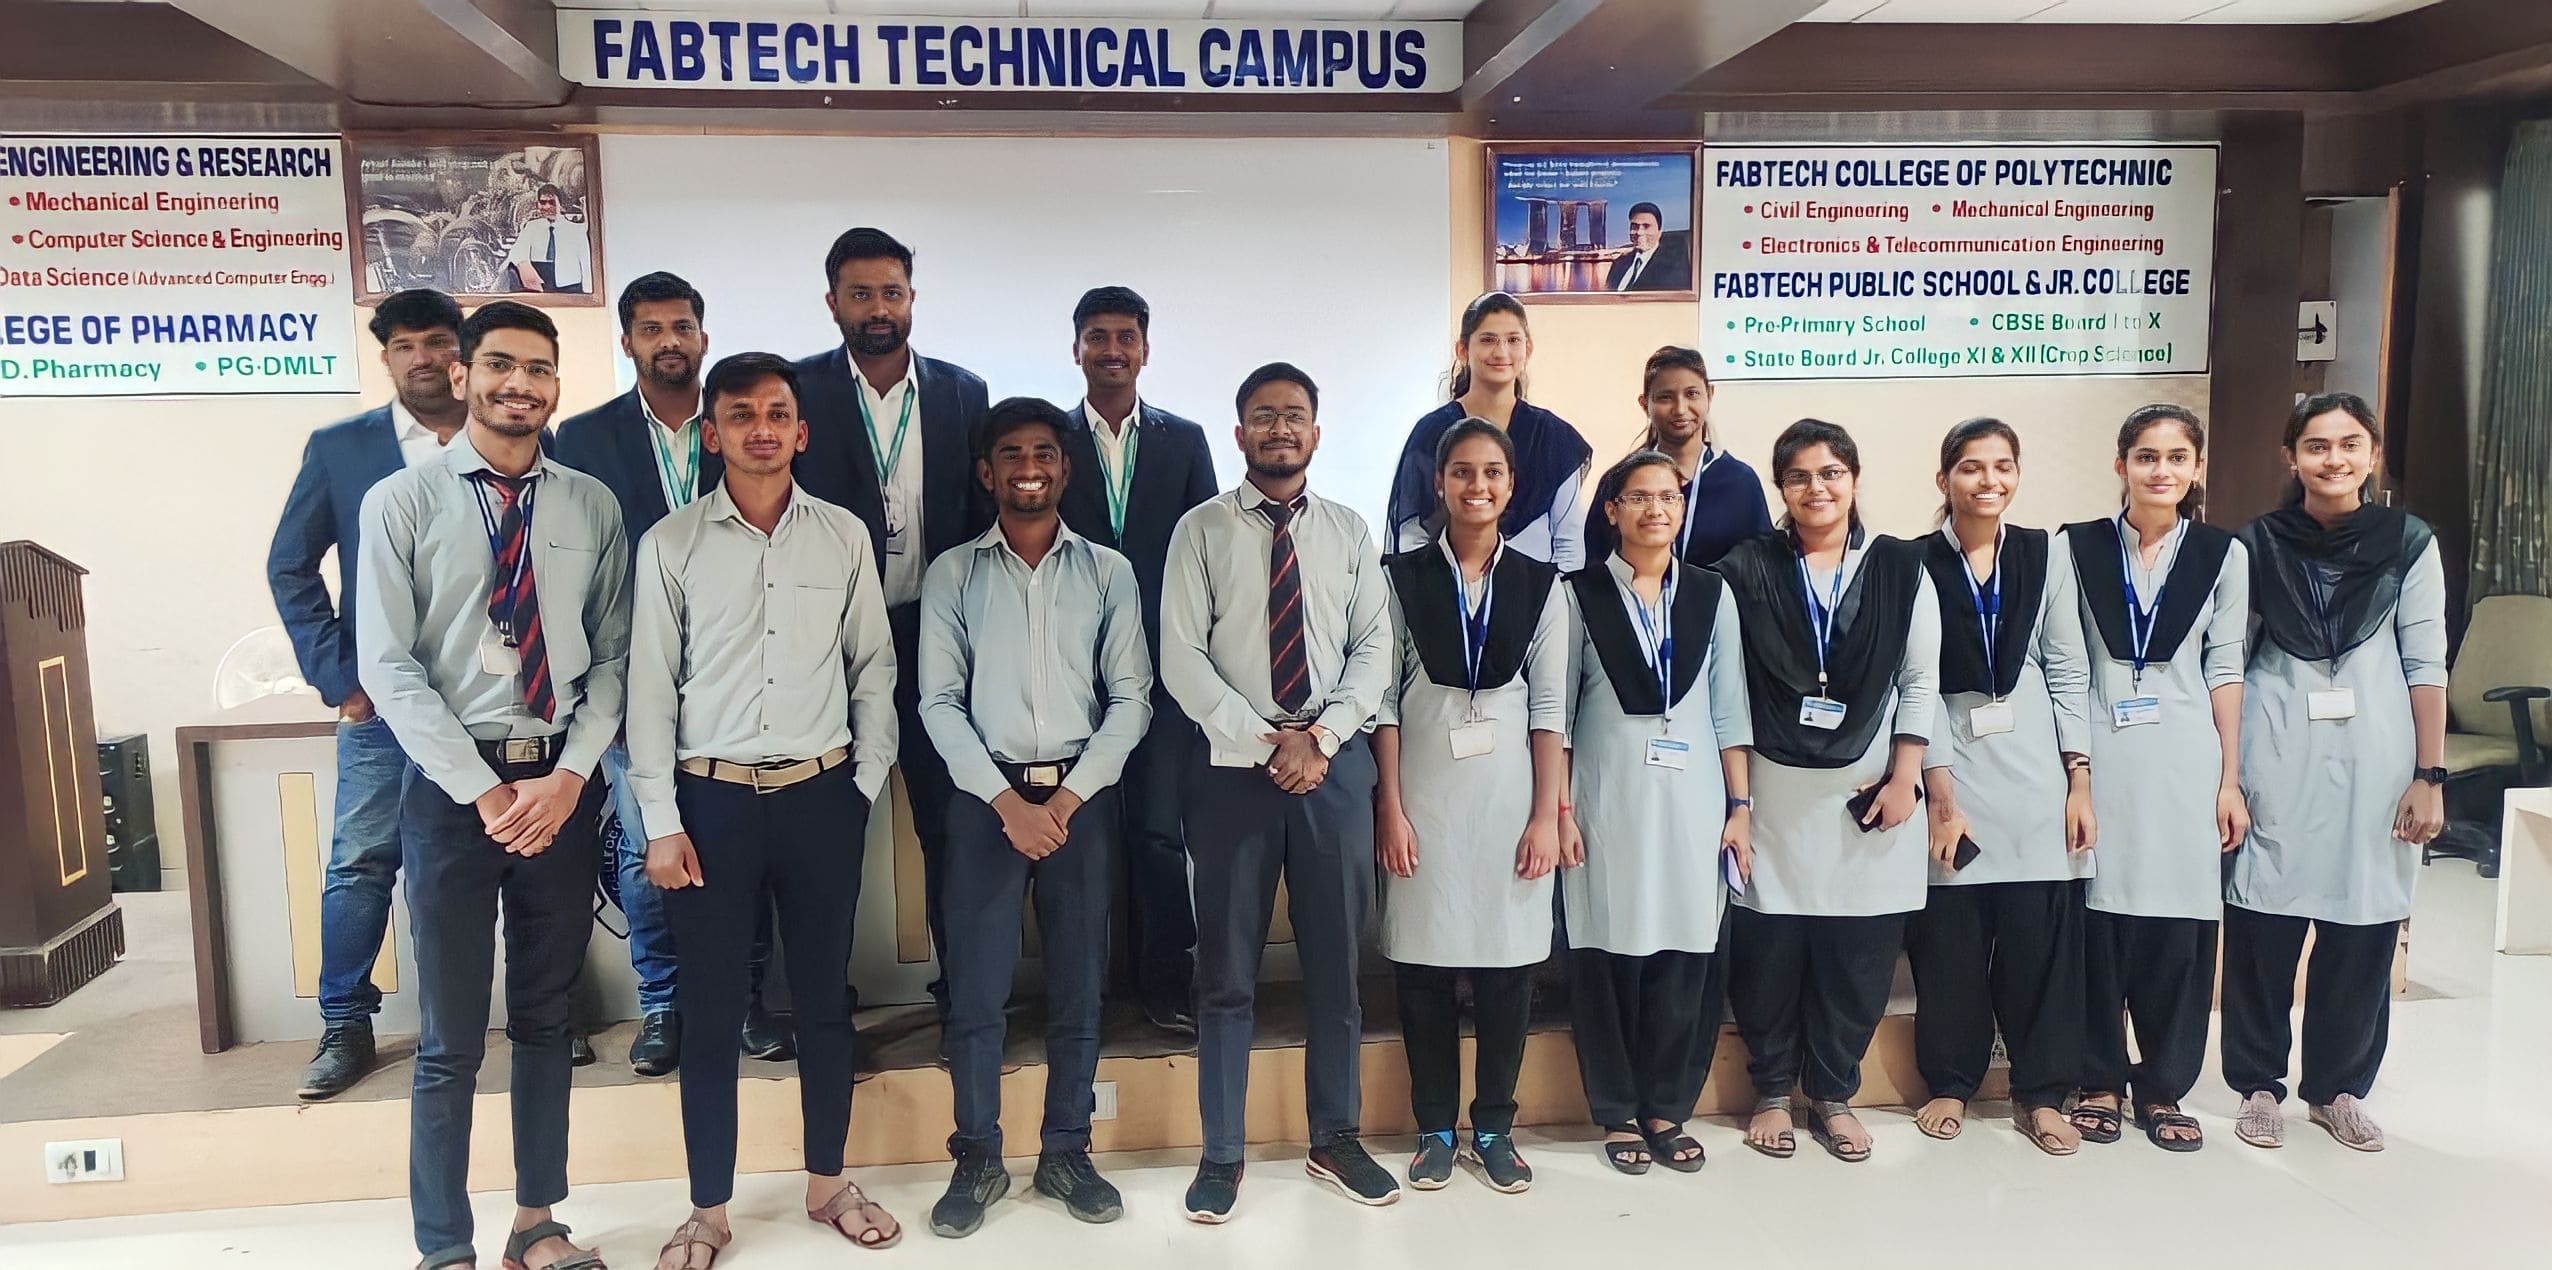 FABTECH TECHNICAL CAMPUS
ENGINEERING & RESEARCH
• Mechanical Engineering
• Computer Science & Engineering
Data Science (Advanced Computer Engg.)
LEGE OF PHARMACY
D.Pharmacy • PG-DMLT
FABTECH COLLEGE OF POLYTECHNIC
• Civil Engineering • Mechanical Engineering
• Electronics & Telecommunication Engineering
FABTECH PUBLIC SCHOOL & JR. COLLEGE
• Pre-Primary School • CBSE Board I to X
• State Board Jr. College XI & XII (Crop Science)